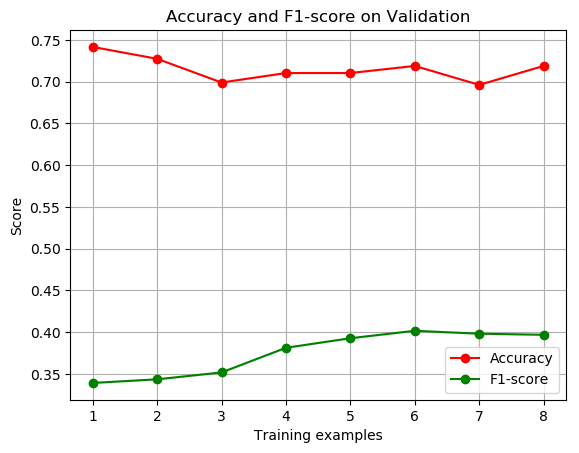 Accuracy and F1-score on Validation
0.75
0.70
0.65
0.60
0.55
0.50
0.45
0.40
0.35
Score
1 2 3 4 5 6 7 8
Training examples
Accuracy
F1-score